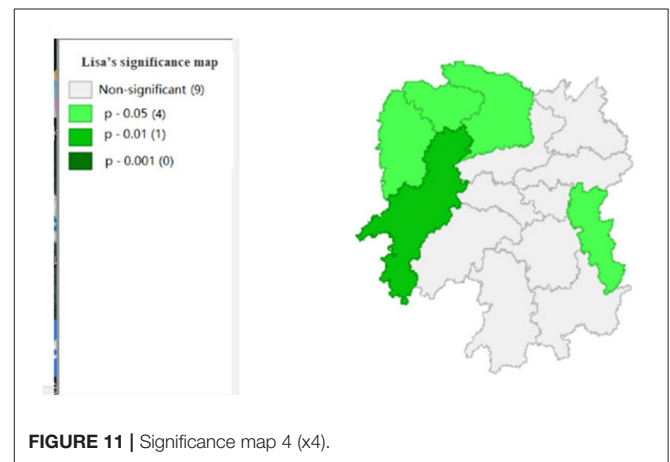 Lisa's significance map
Non-significant (9)
p - 0.05 (4)
p - 0.01 (1)
p - 0.001 (0)
FIGURE 11 | Significance map 4 (x4).